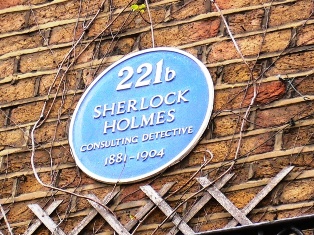 221b
SHERLOCK
HOLMES
CONSULTING DETECTIVE
1881-1904